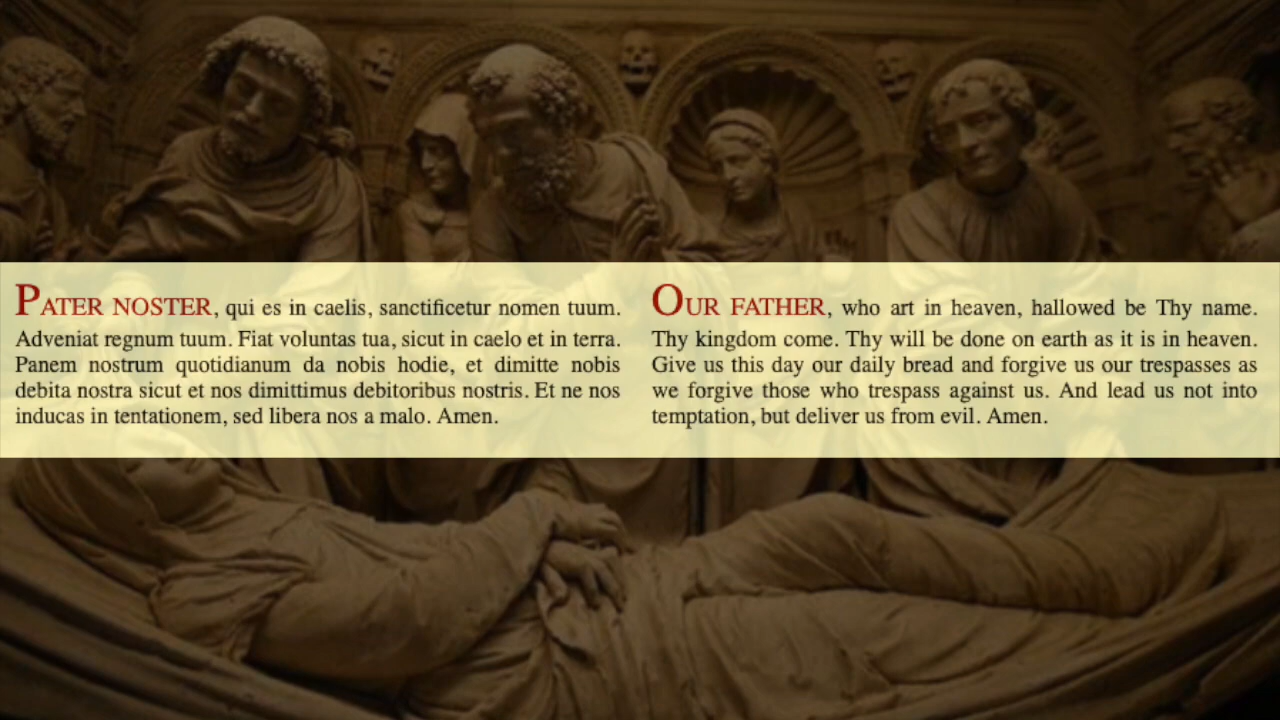 PATER NOSTER, qui es in caelis, sanctificetur nomen tuum.
Adveniat regnum tuum. Fiat voluntas tua, sicut in caelo et in terra.
Panem nostrum quotidianum da nobis hodie, et dimitte nobis
debita nostra sicut et nos dimittimus debitoribus nostris. Et ne nos
inducas in tentationem, sed libera nos a malo. Amen.
OUR FATHER, who art in heaven, hallowed be Thy name.
Thy kingdom come. Thy will be done on earth as it is in heaven.
Give us this day our daily bread and forgive us our trespasses as
we forgive those who trespass against us. And lead us not into
temptation, but deliver us from evil. Amen.